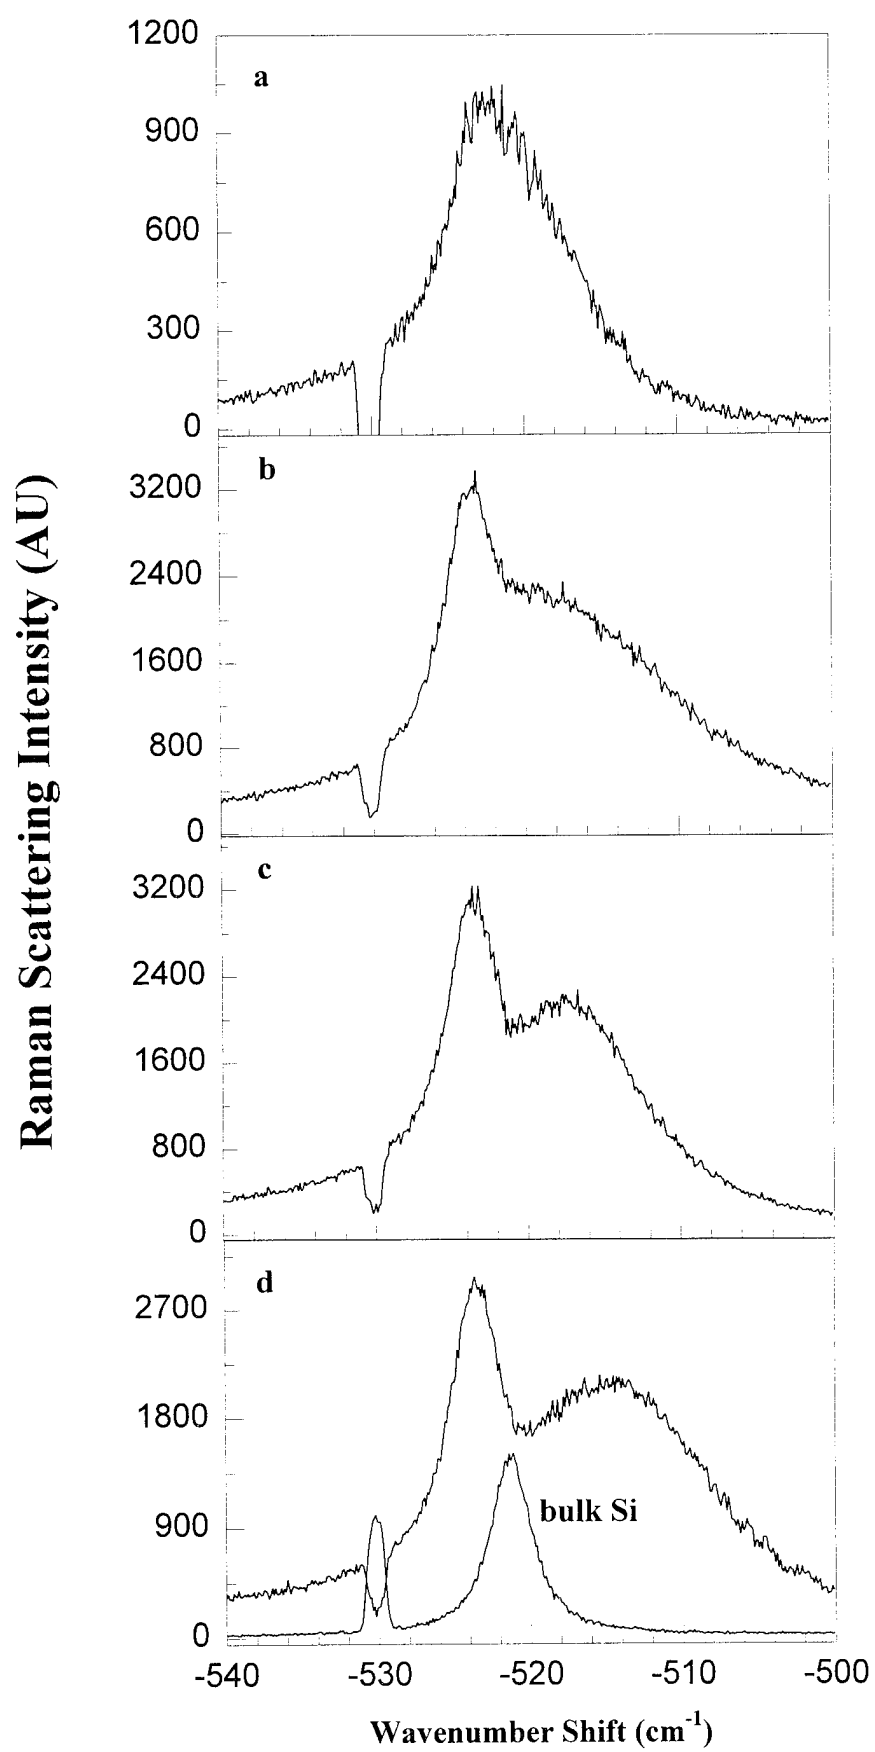 Raman Scattering Intensity (AU)
1200
a
900
600
300
0
b
3200
2400
1600
800
0
c
3200
2400
1600
800
0
d
2700
1800
bulk Si
900
0
-540 -530 -520 -510 -500
Wavenumber Shift (cm-1)